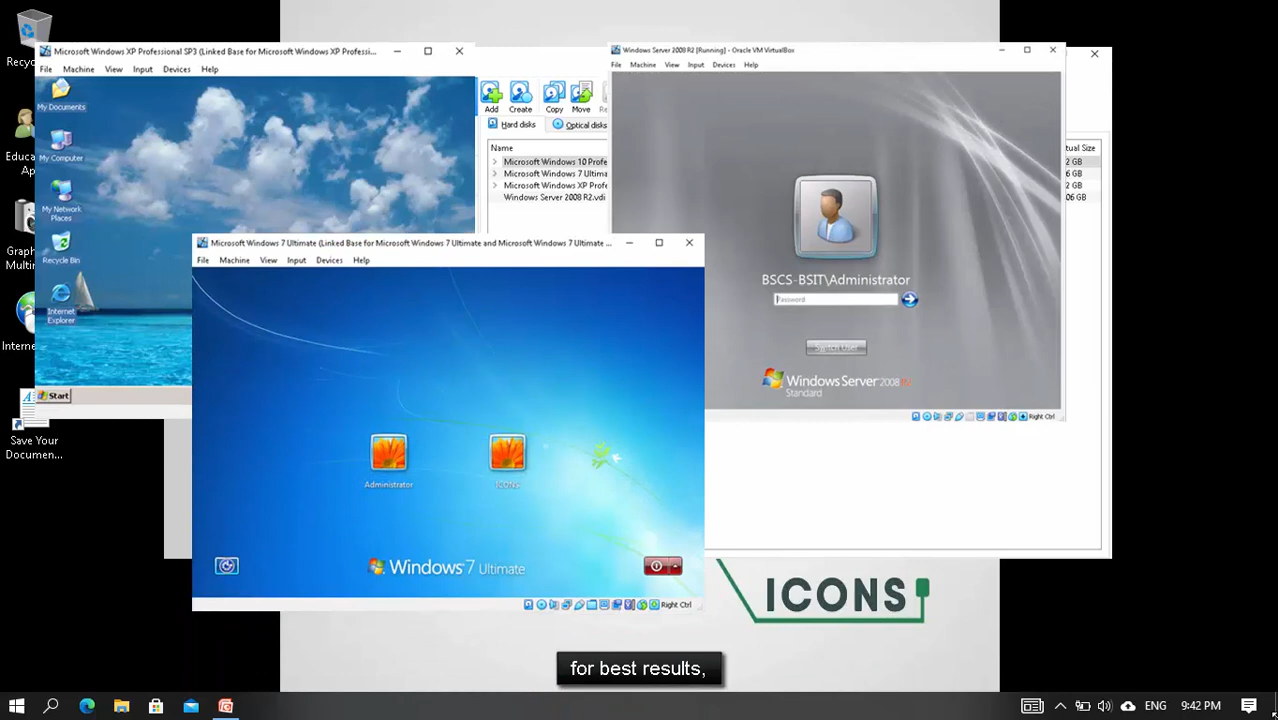 Recyc
Educa
Ap
Graph
Multin
Interne
Save Your
Documen...
Microsoft Windows XP Professional SP3 (Linked Base for Microsoft Windows XP Professi...
File Machine View Input Devices Help
My Documents
My Computer
My Network
Places
Recycle Bin
Internet
Explorer
Start
Add Create Copy Move Re
Hard disks Optical disks
Name
tual Size
Microsoft Windows 10 Profe
2 GB
Microsoft Windows 7 Ultima
6 GB
Microsoft Windows XP Profe
2 GB
Windows Server 2008 R2.vdi
06 GB
Windows Server 2008 R2 [Running] - Oracle VM VirtualBox
File Machine View Input Devices Help
BSCS-BSIT\Administrator
Password
Switch User
Windows Server 2008 R2
Standard
Right Ctrl
Microsoft Windows 7 Ultimate (Linked Base for Microsoft Windows 7 Ultimate and Microsoft Windows 7 Ultimate ...
File Machine View Input Devices Help
Administrator
ICONS
Windows 7 Ultimate
Right Ctrl
ICONS
for best results,
ENG 9:42 PM